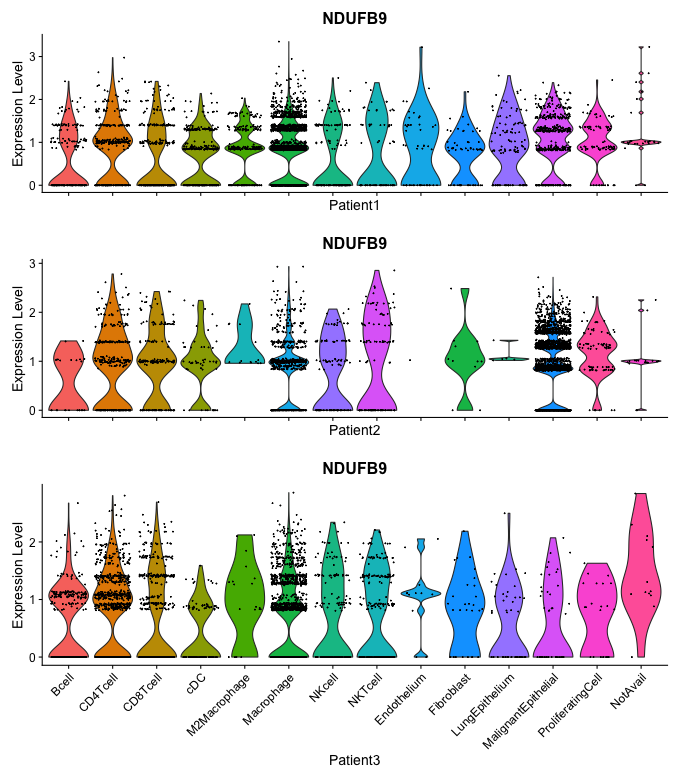 NDUFB9
Expression Level
3
2
1
0
Patient1
NDUFB9
Expression Level
3
2
1
0
Patient2
NDUFB9
Expression Level
2
1
0
Bcell
CD4Tcell
CD8Tcell
cDC
M2Macrophage
Macrophage
NKcell
NKTcell
Endothelium
Fibroblast
LungEpithelium
MalignantEpithelial
ProliferatingCell
NotAvail
Patient3